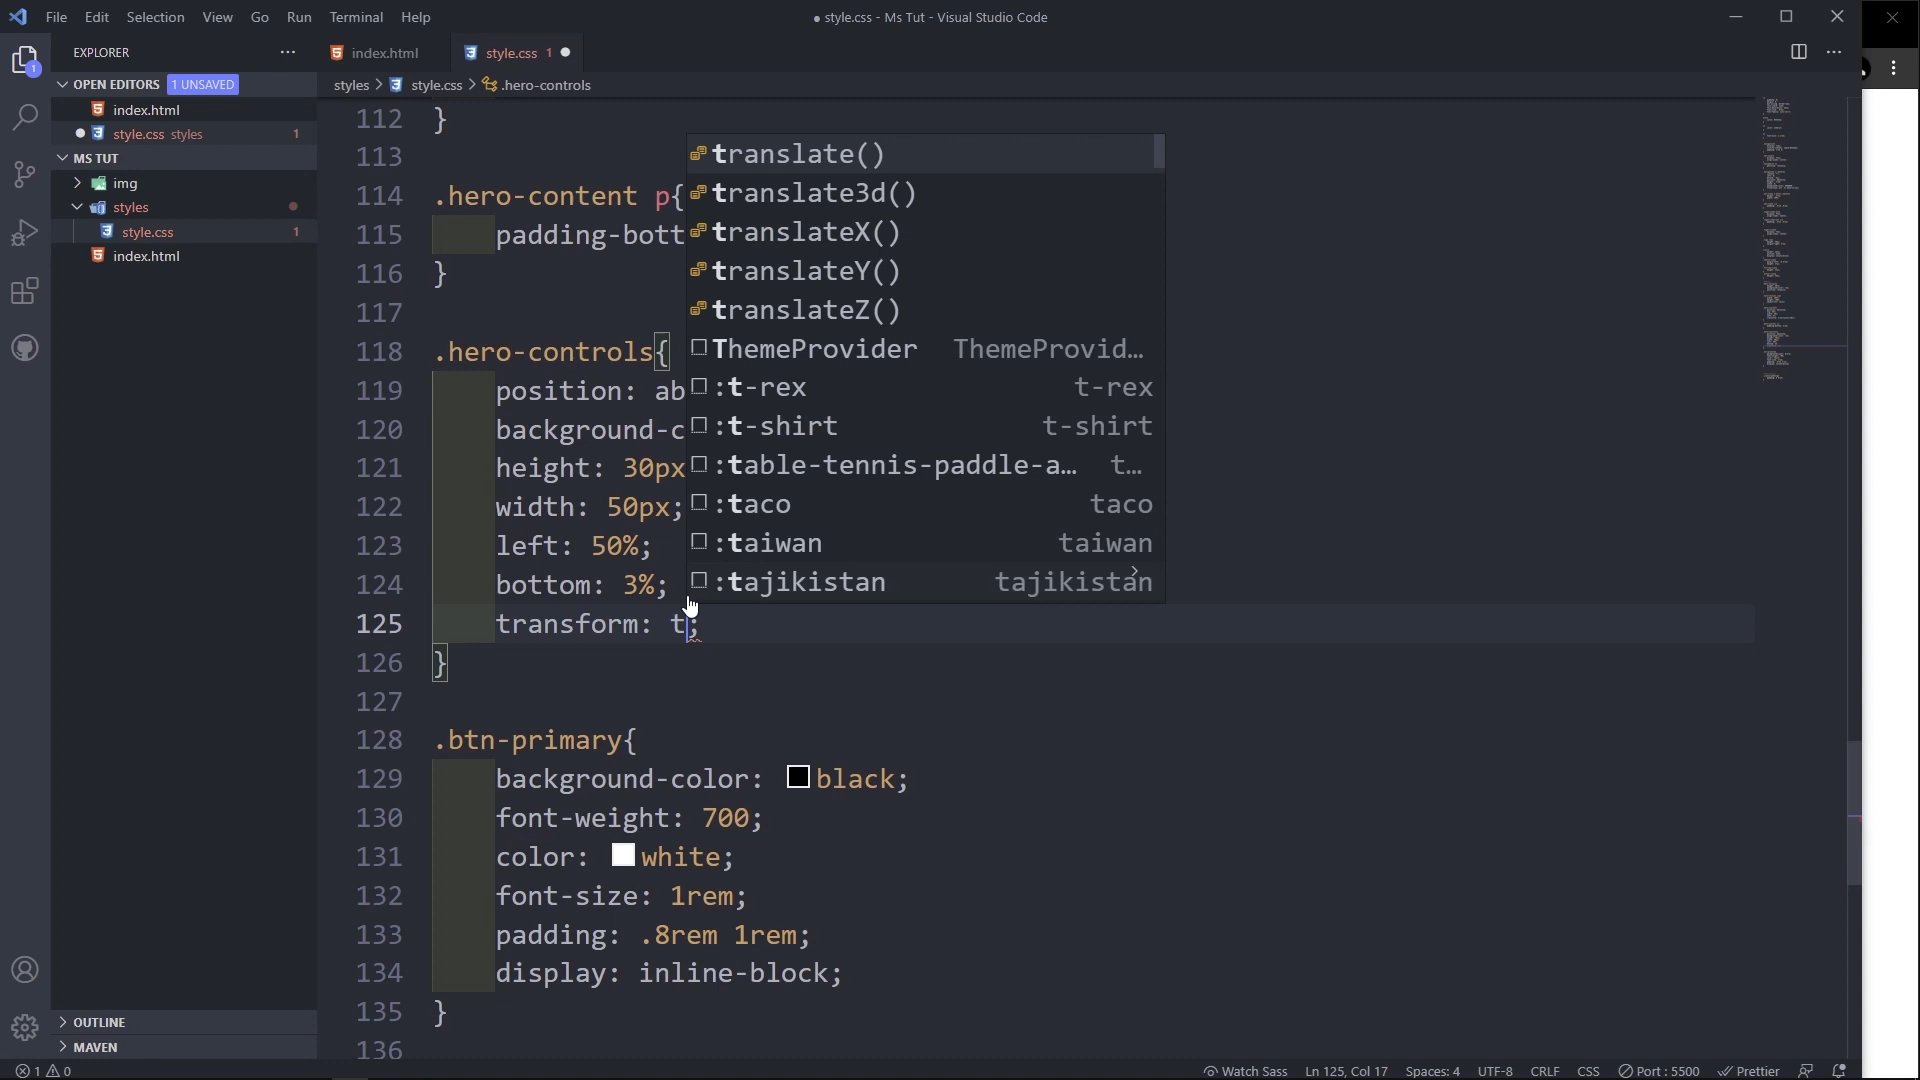 File Edit Selection View Go Run Terminal Help
● style.css - Ms Tut - Visual Studio Code
EXPLORER
index.html
style.css 1
OPEN EDITORS 1 UNSAVED
index.html
style.css styles 1
MS TUT
img
styles
style.css 1
index.html
OUTLINE
MAVEN
styles > style.css > .hero-controls
112 }
113
114 .hero-content p{
115 padding-bott
116 }
117
118 .hero-controls{
119 position: ab
120 background-c
121 height: 30px
122 width: 50px;
123 left: 50%;
124 bottom: 3%;
125 transform: t;
126 }
127
128 .btn-primary{
129 background-color: black;
130 font-weight: 700;
131 color: white;
132 font-size: 1rem;
133 padding: .8rem 1rem;
134 display: inline-block;
135 }
136
translate()
translate3d()
translateX()
translateY()
translateZ()
ThemeProvider ThemeProvid…
:t-rex t-rex
:t-shirt t-shirt
:table-tennis-paddle-a… t…
:taco taco
:taiwan taiwan
:tajikistan tajikistan
1 0
Watch Sass Ln 125, Col 17 Spaces: 4 UTF-8 CRLF CSS Port : 5500 Prettier